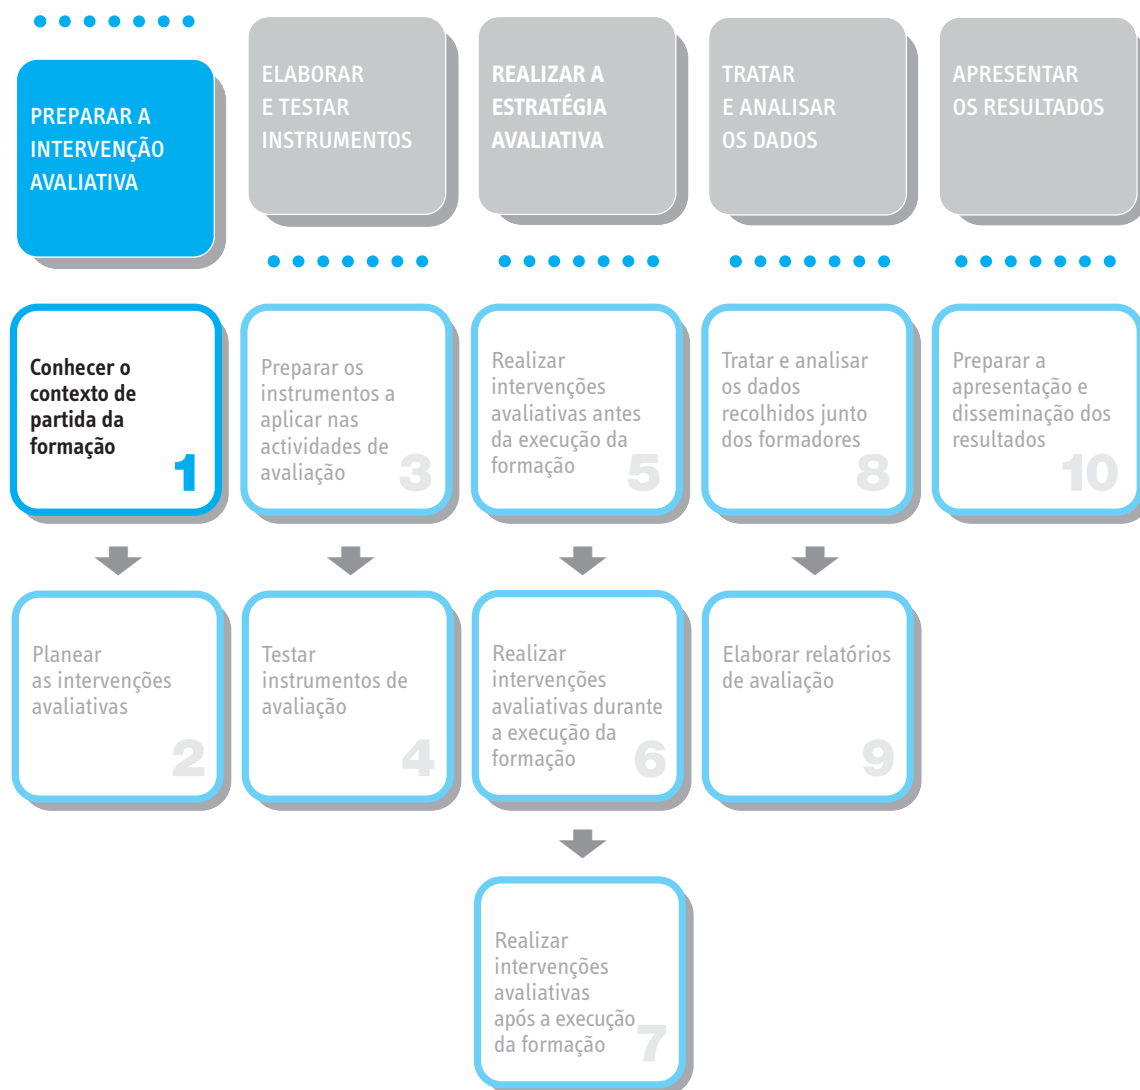 PREPARAR A
INTERVENÇÃO
AVALIATIVA
ELABORAR
E TESTAR
INSTRUMENTOS
REALIZAR A
ESTRATÉGIA
AVALIATIVA
TRATAR
E ANALISAR
OS DADOS
APRESENTAR
OS RESULTADOS
Conhecer o
contexto de
partida da
formação
1
Preparar os
instrumentos a
aplicar nas
actividades de
avaliação
3
Realizar
intervenções
avaliativas antes
da execução da
formação
5
Tratar e analisar
os dados
recolhidos junto
dos formadores
8
Preparar a
apresentação e
disseminação dos
resultados
10
Planear
as intervenções
avaliativas
2
Testar
instrumentos de
avaliação
4
Realizar
intervenções
avaliativas durante
a execução da
formação
6
Elaborar relatórios
de avaliação
9
Realizar
intervenções
avaliativas
após a execução
da formação
7